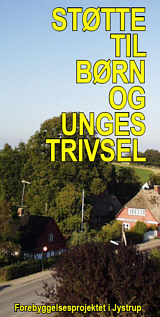 STØTTE
TIL
BØRN
OG
UNGES
TRIVSEL
Forebyggelsesprojektet i Jystrup